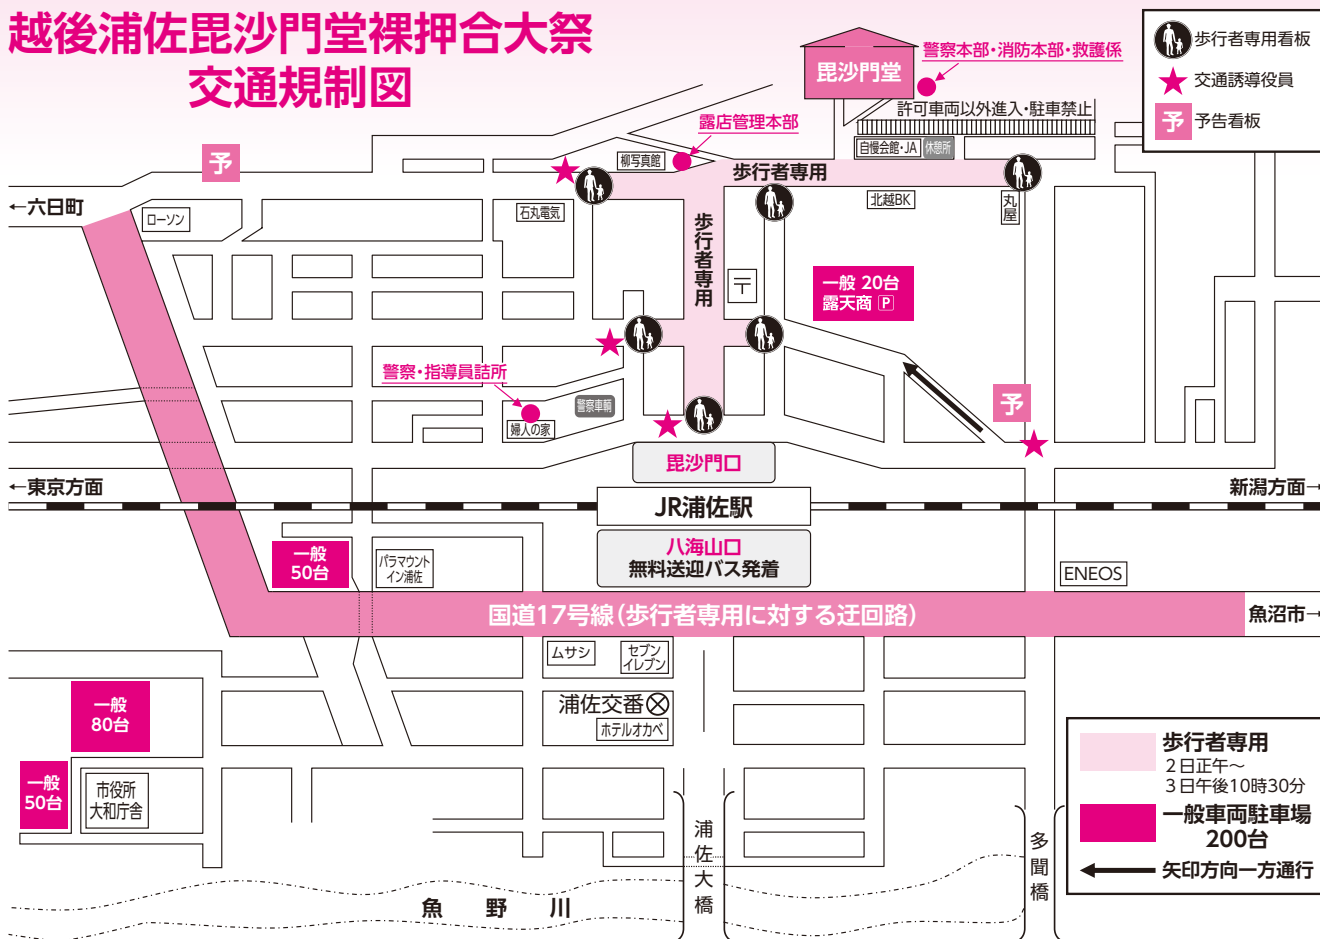 越後浦佐毘沙門堂裸押合大祭
交通規制図
歩行者専用看板
交通誘導役員
予
予告看板
毘沙門堂
警察本部・消防本部・救護係
許可車両以外進入・駐車禁止
露店管理本部
柳写真館
自慢会館・JA
休憩所
予
歩行者専用
←六日町
ローソン
石丸電気
北越BK
丸屋
歩行者専用
〒
一般 20台
露天商 P
警察・指導員詰所
警察車輌
婦人の家
予
毘沙門口
←東京方面
JR浦佐駅
新潟方面→
八海山口
無料送迎バス発着
一般
50台
パラマウント
イン浦佐
ENEOS
国道17号線(歩行者専用に対する迂回路)
魚沼市→
ムサシ
セブン
イレブン
浦佐交番
ホテルオカベ
一般
80台
一般
50台
市役所
大和庁舎
浦佐大橋
多聞橋
魚野川
歩行者専用
2日正午〜
3日午後10時30分
一般車両駐車場
200台
矢印方向一方通行